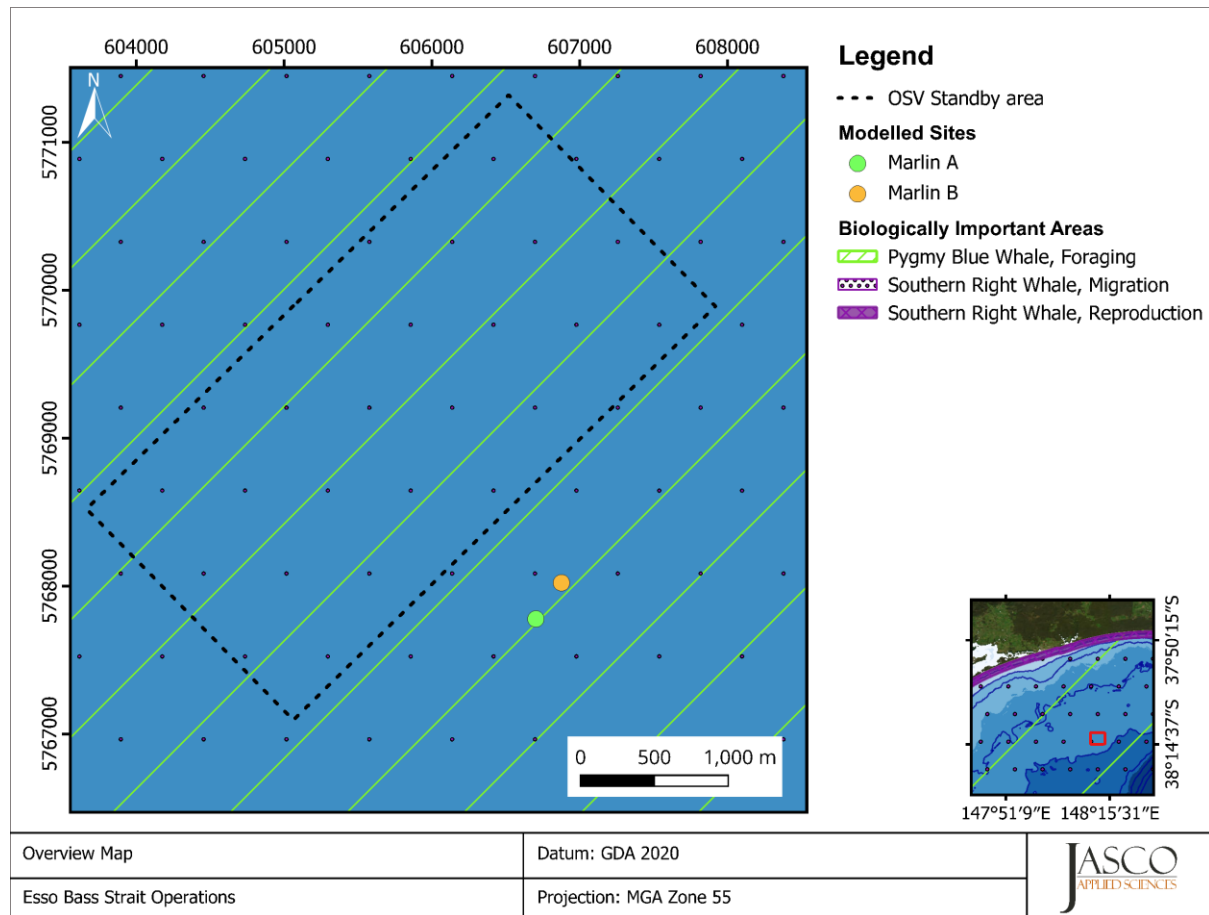 604000 605000 606000 607000 608000
N
5771000
5770000
5769000
5768000
5767000
0 500 1,000 m
Legend
OSV Standby area
Modelled Sites
Marlin A
Marlin B
Biologically Important Areas
Pygmy Blue Whale, Foraging
Southern Right Whale, Migration
Southern Right Whale, Reproduction
37°50'15"S
38°14'37"S
147°51'9"E 148°15'31"E
Overview Map
Datum: GDA 2020
Esso Bass Strait Operations
Projection: MGA Zone 55
JASCO
APPLIED SCIENCES